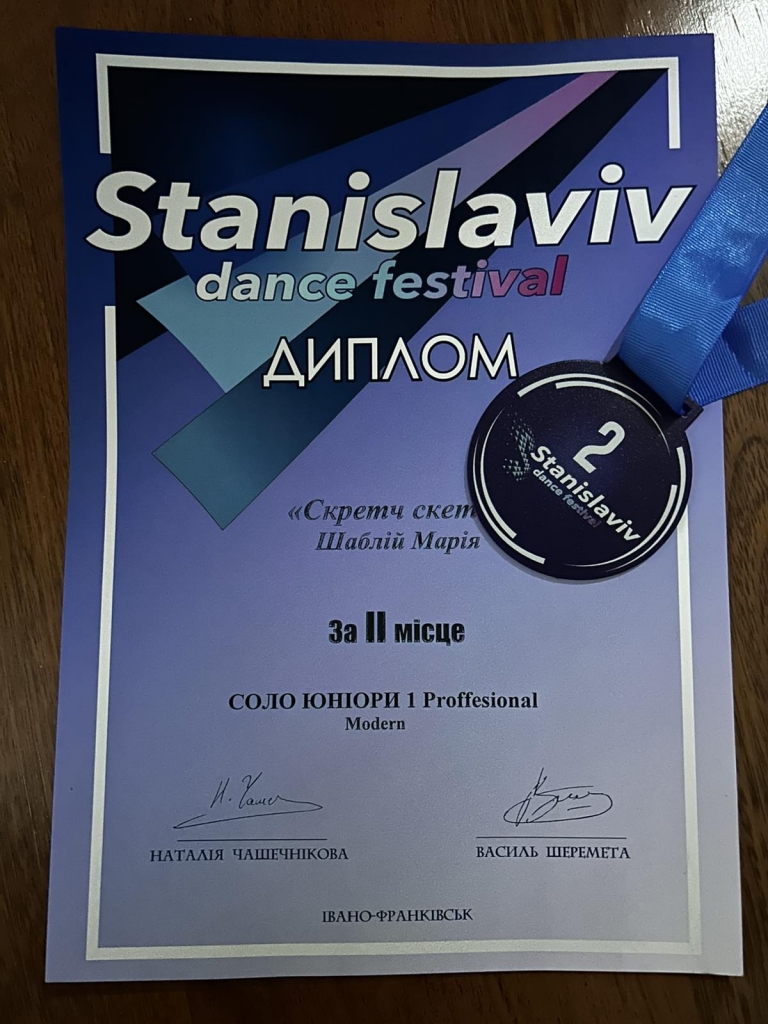 Stanislaviv
dance festival
ДИПЛОМ
2
Stanislaviv
dance festival
«Скретч
Шаблій Марія
За II місце
СОЛО ЮНІОРИ 1 Proffesional
Modern
НАТАЛІЯ ЧАШЕЧНІКОВА
ВАСИЛЬ ШЕРЕМЕТА
ІВАНО-ФРАНКІВСЬК